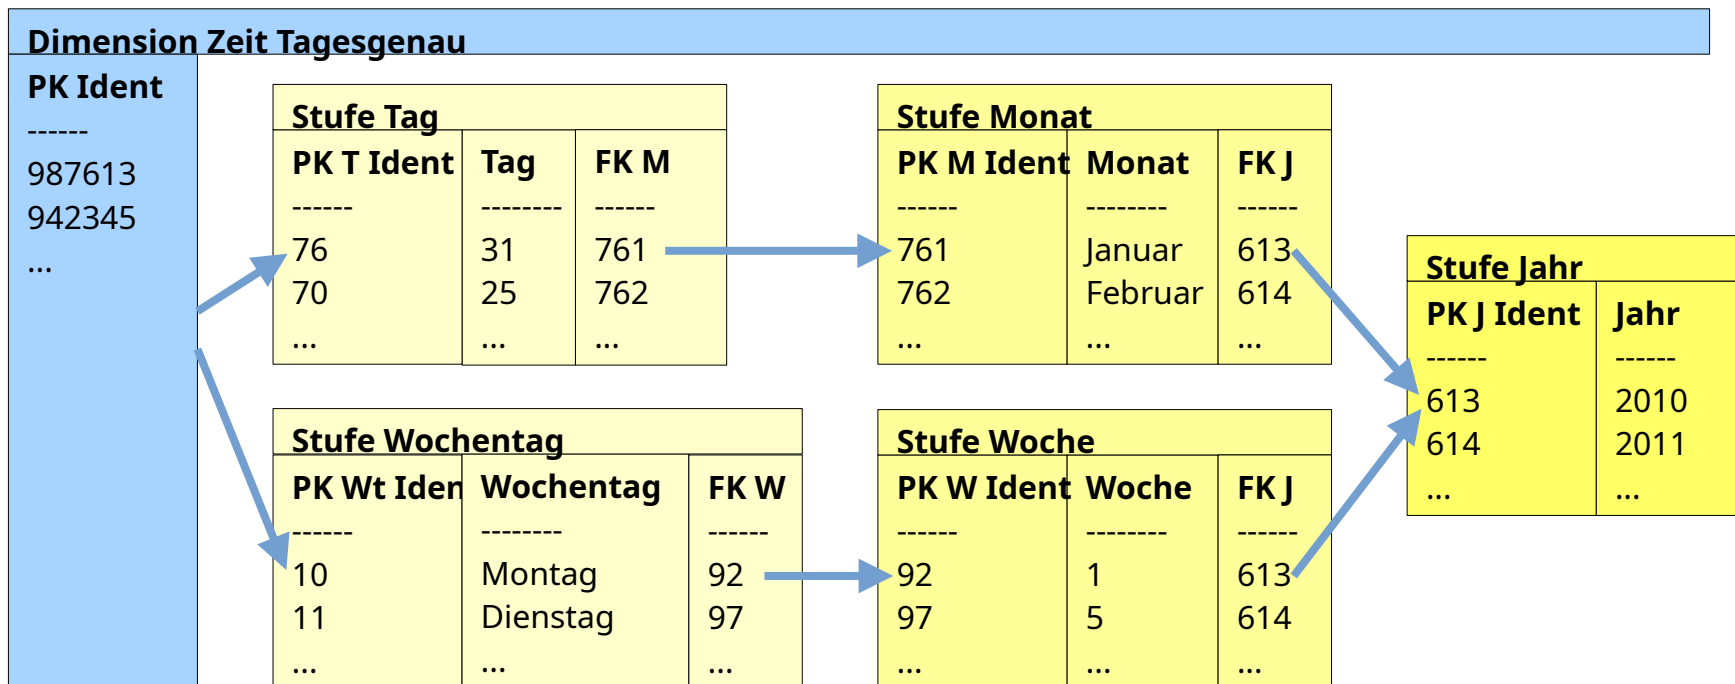 Dimension Zeit Tagesgenau
PK Ident
------
987613
942345
...
Stufe Tag
PK T Ident Tag FK M
------ -------- ------
76 31 761
70 25 762
... ... ...
Stufe Monat
PK M Ident Monat FK J
------ -------- ------
761 Januar 613
762 Februar 614
... ... ...
Stufe Wochentag
PK Wt Iden Wochentag FK W
------ -------- ------
10 Montag 92
11 Dienstag 97
... ... ...
Stufe Woche
PK W Ident Woche FK J
------ -------- ------
92 1 613
97 5 614
... ... ...
Stufe Jahr
PK J Ident Jahr
------ ------
613 2010
614 2011
... ...